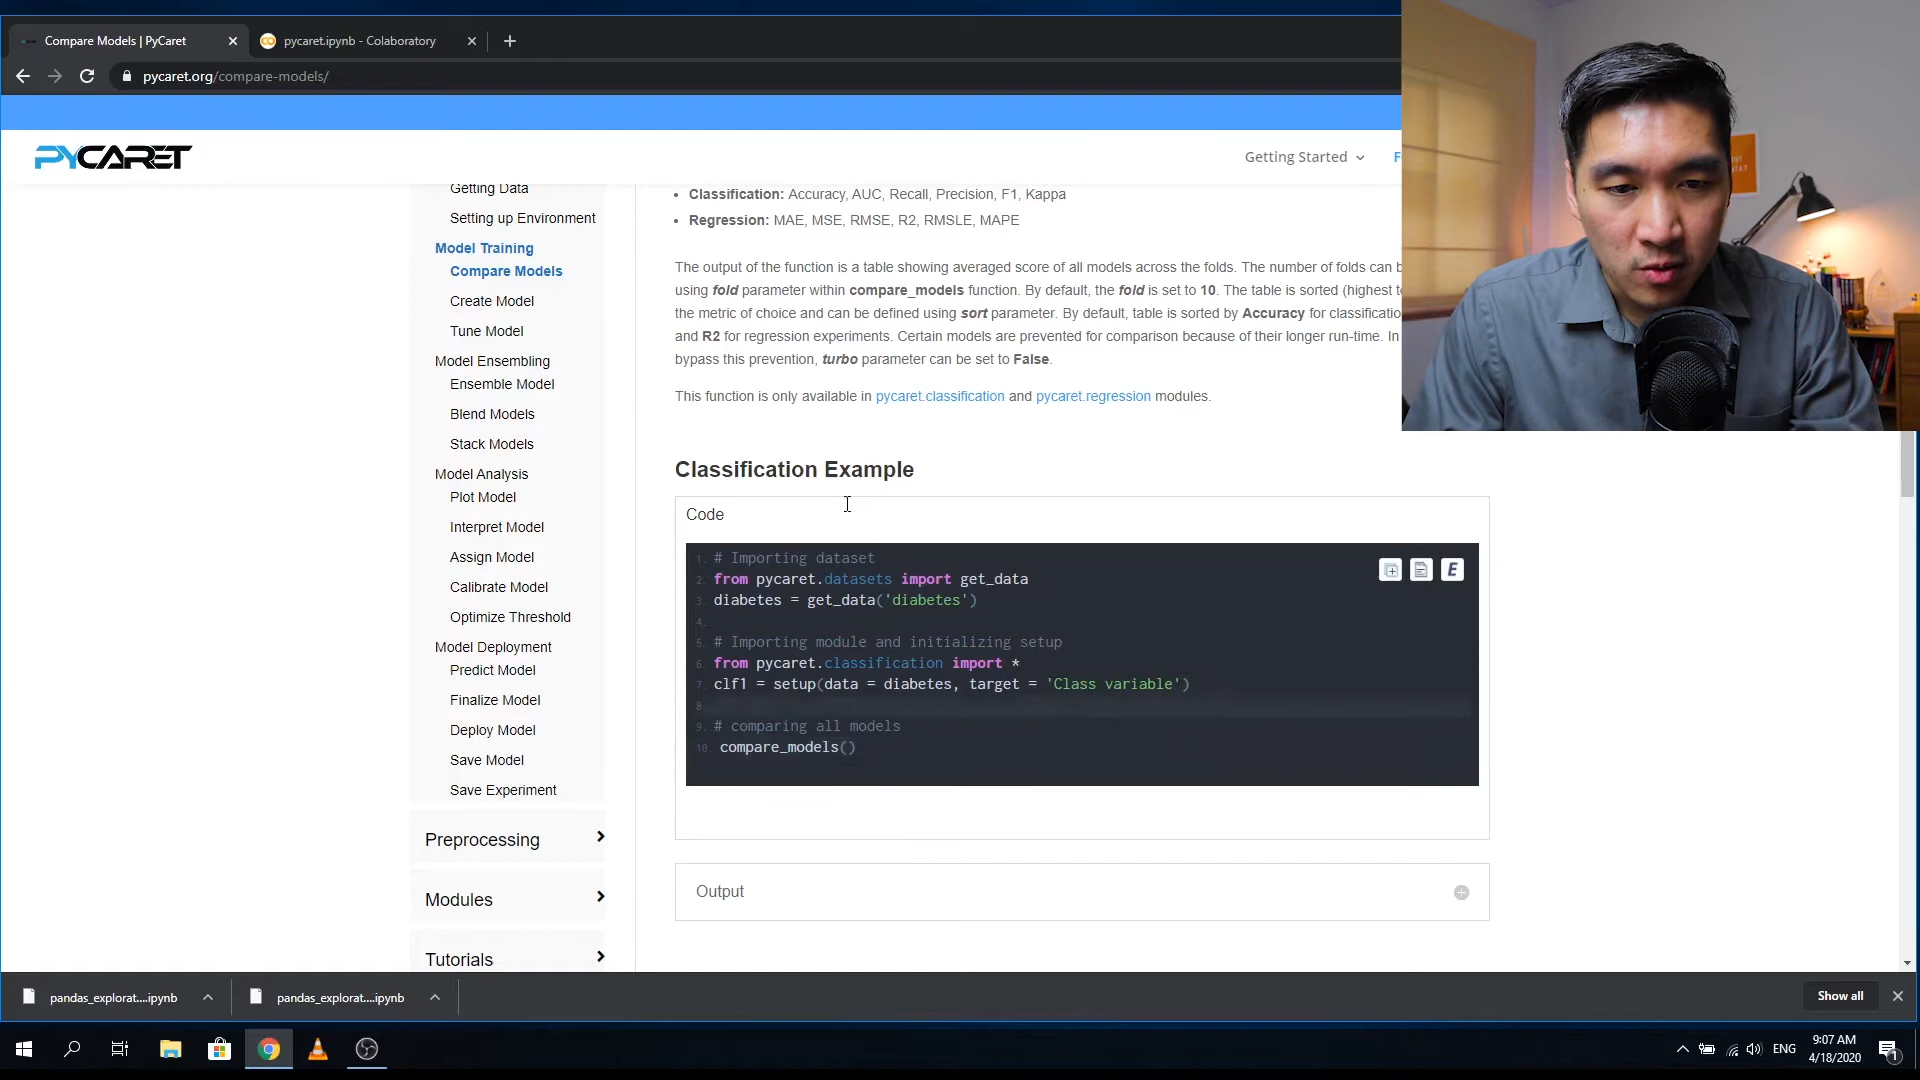 Compare Models | PyCaret
pycaret.ipynb - Colaboratory
pycaret.org/compare-models/
PYCARET
Getting Started
F
Getting Data
Setting up Environment
Model Training
Compare Models
Create Model
Tune Model
Model Ensembling
Ensemble Model
Blend Models
Stack Models
Model Analysis
Plot Model
Interpret Model
Assign Model
Calibrate Model
Optimize Threshold
Model Deployment
Predict Model
Finalize Model
Deploy Model
Save Model
Save Experiment
Preprocessing
Modules
Tutorials
• Classification: Accuracy, AUC, Recall, Precision, F1, Kappa
• Regression: MAE, MSE, RMSE, R2, RMSLE, MAPE
The output of the function is a table showing averaged score of all models across the folds. The number of folds can b
using fold parameter within compare_models function. By default, the fold is set to 10. The table is sorted (highest t
the metric of choice and can be defined using sort parameter. By default, table is sorted by Accuracy for classificatio
and R2 for regression experiments. Certain models are prevented for comparison because of their longer run-time. In
bypass this prevention, turbo parameter can be set to False.
This function is only available in pycaret.classification and pycaret.regression modules.
Classification Example
Code
1. # Importing dataset
2. from pycaret.datasets import get_data
3. diabetes = get_data('diabetes')
4.
5. # Importing module and initializing setup
6. from pycaret.classification import *
7. clf1 = setup(data = diabetes, target = 'Class variable')
8
9. # comparing all models
10. compare_models()
E
Output
pandas_explorat....ipynb
pandas_explorat....ipynb
Show all
ENG
9:07 AM
4/18/2020
1